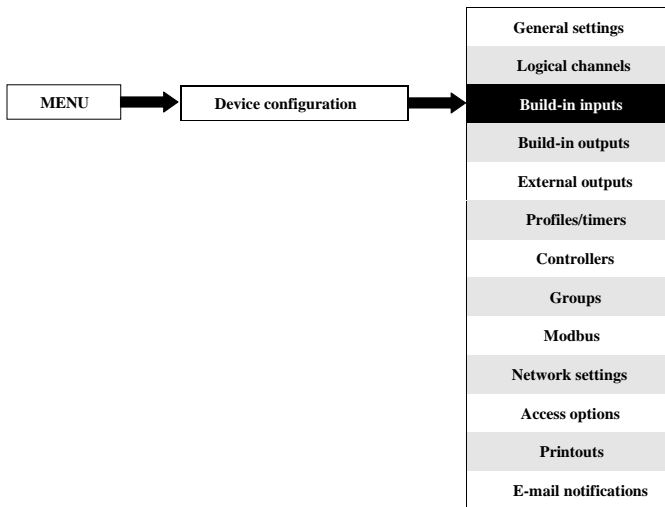 MENU
Device configuration
General settings
Logical channels
Build-in inputs
Build-in outputs
External outputs
Profiles/timers
Controllers
Groups
Modbus
Network settings
Access options
Printouts
E-mail notifications